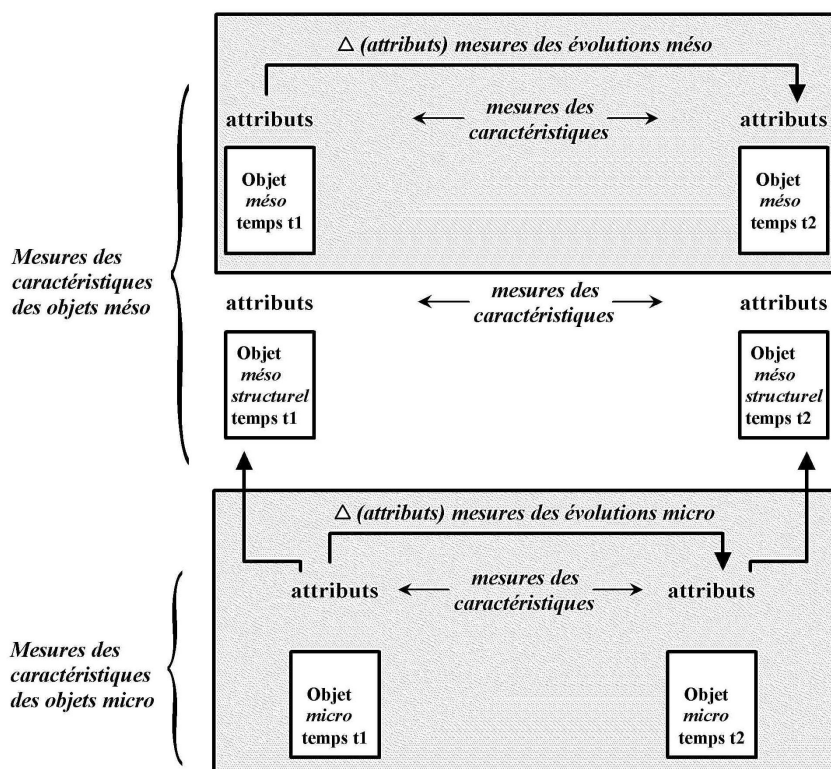 △ (attributs) mesures des évolutions méso
attributs
mesures des
caractéristiques
attributs
Objet
méso
temps t1
Objet
méso
temps t2
Mesures des
caractéristiques
des objets méso
attributs
mesures des
caractéristiques
attributs
Objet
méso
structurel
temps t1
Objet
méso
structurel
temps t2
△ (attributs) mesures des évolutions micro
attributs
mesures des
caractéristiques
attributs
Mesures des
caractéristiques
des objets micro
Objet
micro
temps t1
Objet
micro
temps t2